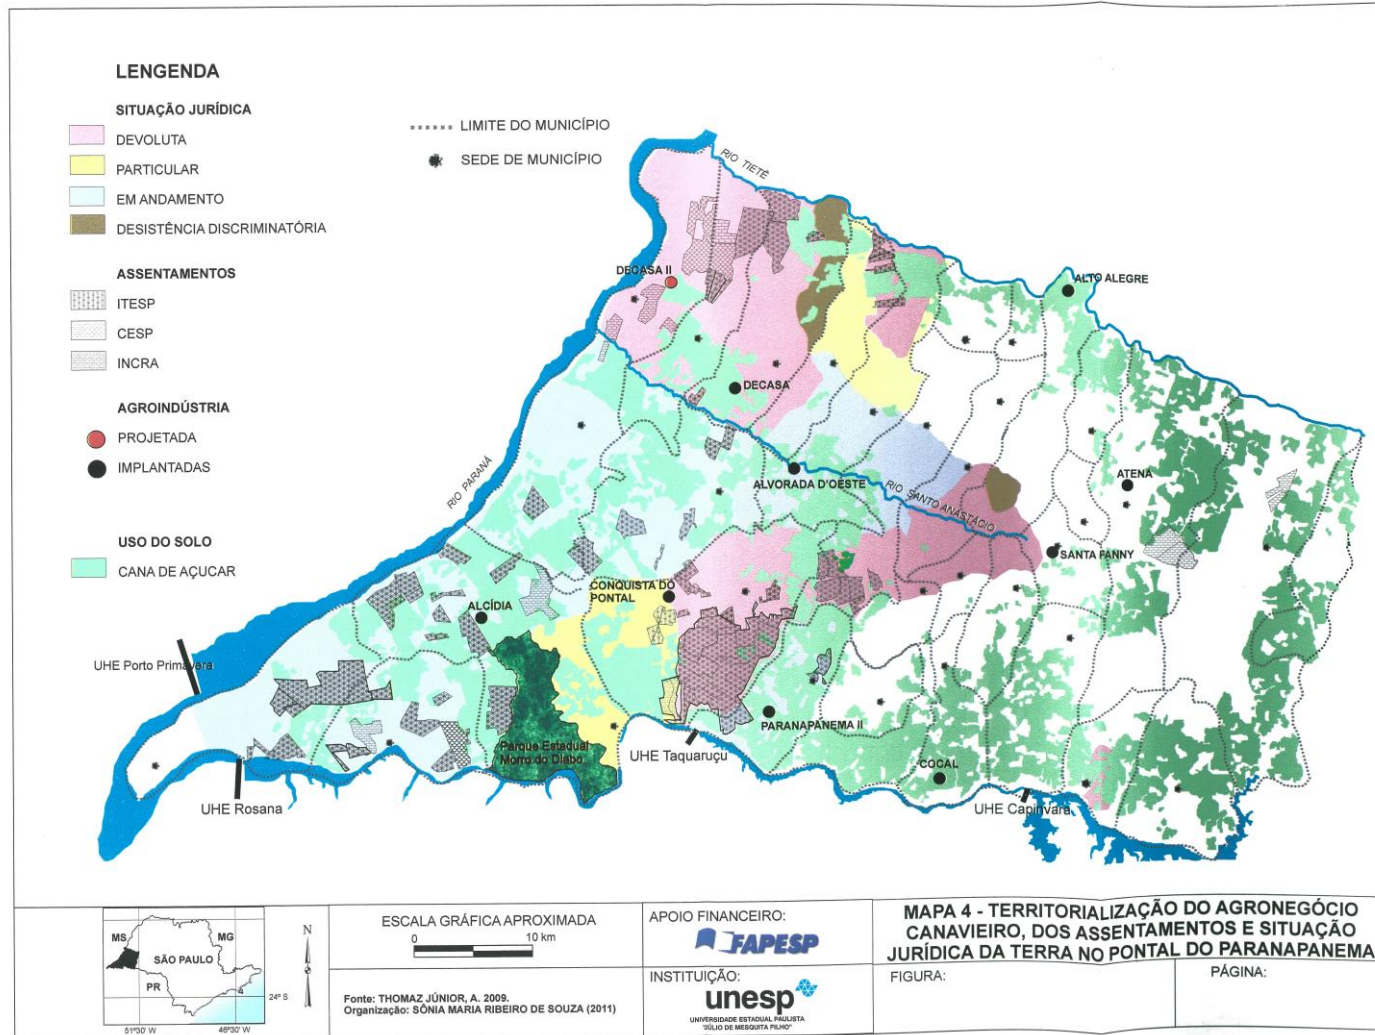 LENGENDA
SITUAÇÃO JURÍDICA
DEVOLUTA
PARTICULAR
EM ANDAMENTO
DESISTÊNCIA DISCRIMINATÓRIA
ASSENTAMENTOS
ITESP
CESP
INCRA
AGROINDÚSTRIA
PROJETADA
IMPLANTADAS
USO DO SOLO
CANA DE AÇUCAR
LIMITE DO MUNICÍPIO
SEDE DE MUNICÍPIO
RIO TIETÊ
DECASA II
ALTO ALEGRE
DECASA
RIO PARANÁ
ALVORADA D'OESTE
RIO SANTO ANASTÁCIO
ATENA
SANTA FANNY
CONQUISTA DO
PONTAL
ALCÍDIA
UHE Porto Primavera
PARANAPANEMA II
Parque Estadual
Morro do Diabo
UHE Taquaruçu
COCAL
UHE Rosana
UHE Capinvara
MS
MG
SÃO PAULO
PR
24º S
51º30' W
46º30' W
N
ESCALA GRÁFICA APROXIMADA
0 10 km
Fonte: THOMAZ JÚNIOR, A. 2009.
Organização: SÔNIA MARIA RIBEIRO DE SOUZA (2011)
APOIO FINANCEIRO:
FAPESP
INSTITUIÇÃO:
unesp
UNIVERSIDADE ESTADUAL PAULISTA
"JÚLIO DE MESQUITA FILHO"
MAPA 4 - TERRITORIALIZAÇÃO DO AGRONEGÓCIO
CANAVIEIRO, DOS ASSENTAMENTOS E SITUAÇÃO
JURÍDICA DA TERRA NO PONTAL DO PARANAPANEMA
FIGURA:
PÁGINA: